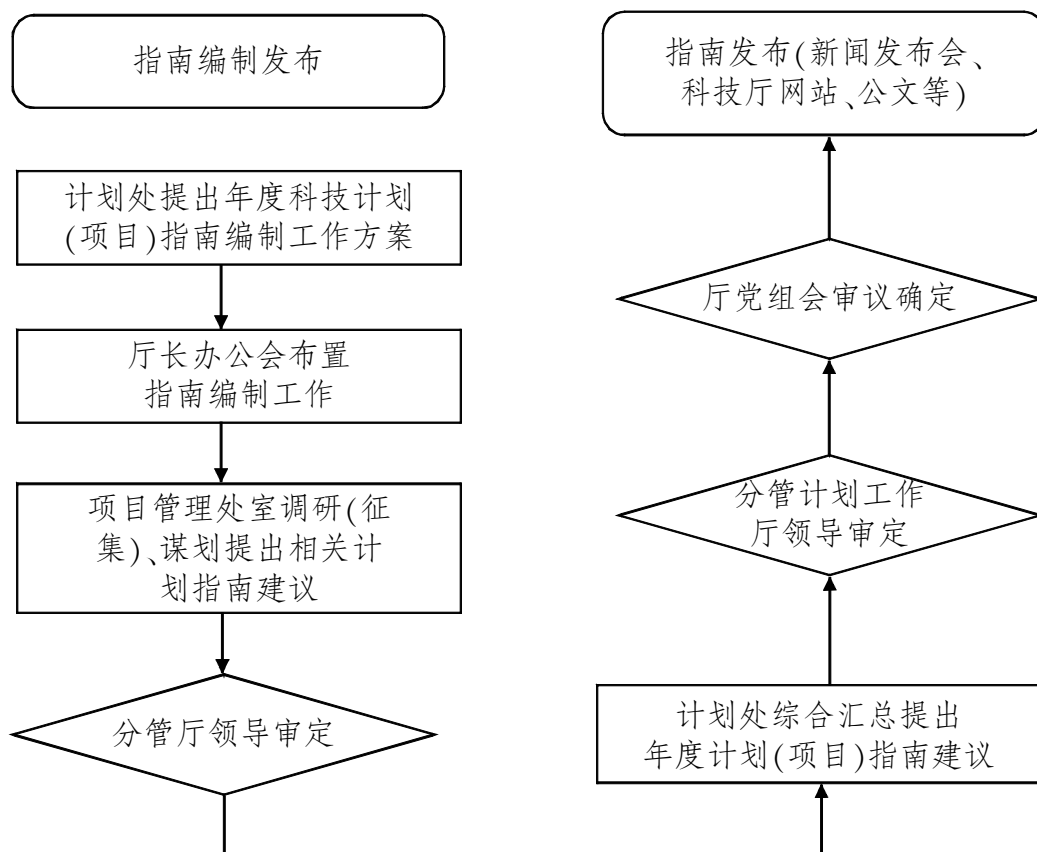 指南编制发布
计划处提出年度科技计划
(项目)指南编制工作方案
厅长办公会布置
指南编制工作
项目管理处室调研(征
集)、谋划提出相关计
划指南建议
分管厅领导审定
指南发布(新闻发布会、
科技厅网站、公文等)
厅党组会审议确定
分管计划工作
厅领导审定
计划处综合汇总提出
年度计划(项目)指南建议